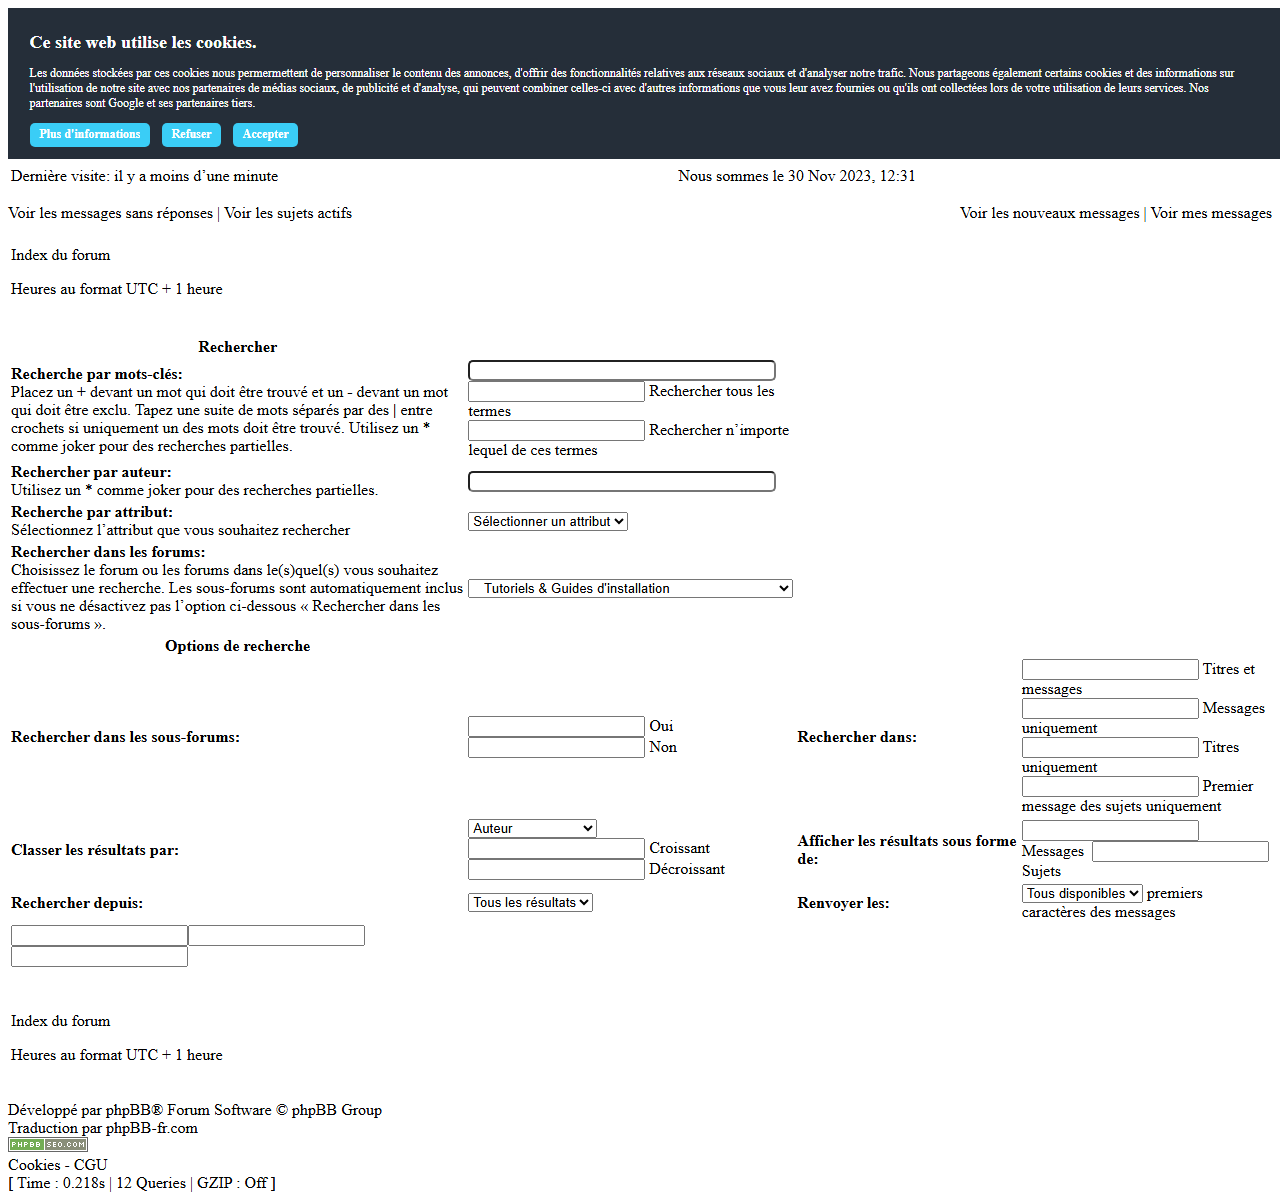 Ce site web utilise les cookies.
Les données stockées par ces cookies nous permermettent de personnaliser le contenu des annonces, d'offrir des fonctionnalités relatives aux réseaux sociaux et d'analyser notre trafic. Nous partageons également certains cookies et des informations sur
l'utilisation de notre site avec nos partenaires de médias sociaux, de publicité et d'analyse, qui peuvent combiner celles-ci avec d'autres informations que vous leur avez fournies ou qu'ils ont collectées lors de votre utilisation de leurs services. Nos
partenaires sont Google et ses partenaires tiers.
Plus d'informations Refuser Accepter
Dernière visite: il y a moins d’une minute Nous sommes le 30 Nov 2023, 12:31
Voir les messages sans réponses | Voir les sujets actifs Voir les nouveaux messages | Voir mes messages
Index du forum
Heures au format UTC + 1 heure
Rechercher
Recherche par mots-clés:
Placez un + devant un mot qui doit être trouvé et un - devant un mot
qui doit être exclu. Tapez une suite de mots séparés par des | entre
crochets si uniquement un des mots doit être trouvé. Utilisez un *
comme joker pour des recherches partielles.
Rechercher tous les
termes
Rechercher n’importe
lequel de ces termes
Rechercher par auteur:
Utilisez un * comme joker pour des recherches partielles.
Recherche par attribut:
Sélectionnez l’attribut que vous souhaitez rechercher
Sélectionner un attribut
Rechercher dans les forums:
Choisissez le forum ou les forums dans le(s)quel(s) vous souhaitez
effectuer une recherche. Les sous-forums sont automatiquement inclus
si vous ne désactivez pas l’option ci-dessous « Rechercher dans les
sous-forums ».
Tutoriels & Guides d'installation
Options de recherche
Rechercher dans les sous-forums:
Oui
Non
Rechercher dans:
Titres et
messages
Messages
uniquement
Titres
uniquement
Premier
message des sujets uniquement
Classer les résultats par:
Auteur
Croissant
Décroissant
Afficher les résultats sous forme
de:
Messages
Sujets
Rechercher depuis:
Tous les résultats
Renvoyer les:
Tous disponibles premiers
caractères des messages
Index du forum
Heures au format UTC + 1 heure
Développé par phpBB® Forum Software © phpBB Group
Traduction par phpBB-fr.com
PHPBB SEO.COM
Cookies - CGU
[ Time : 0.218s | 12 Queries | GZIP : Off ]